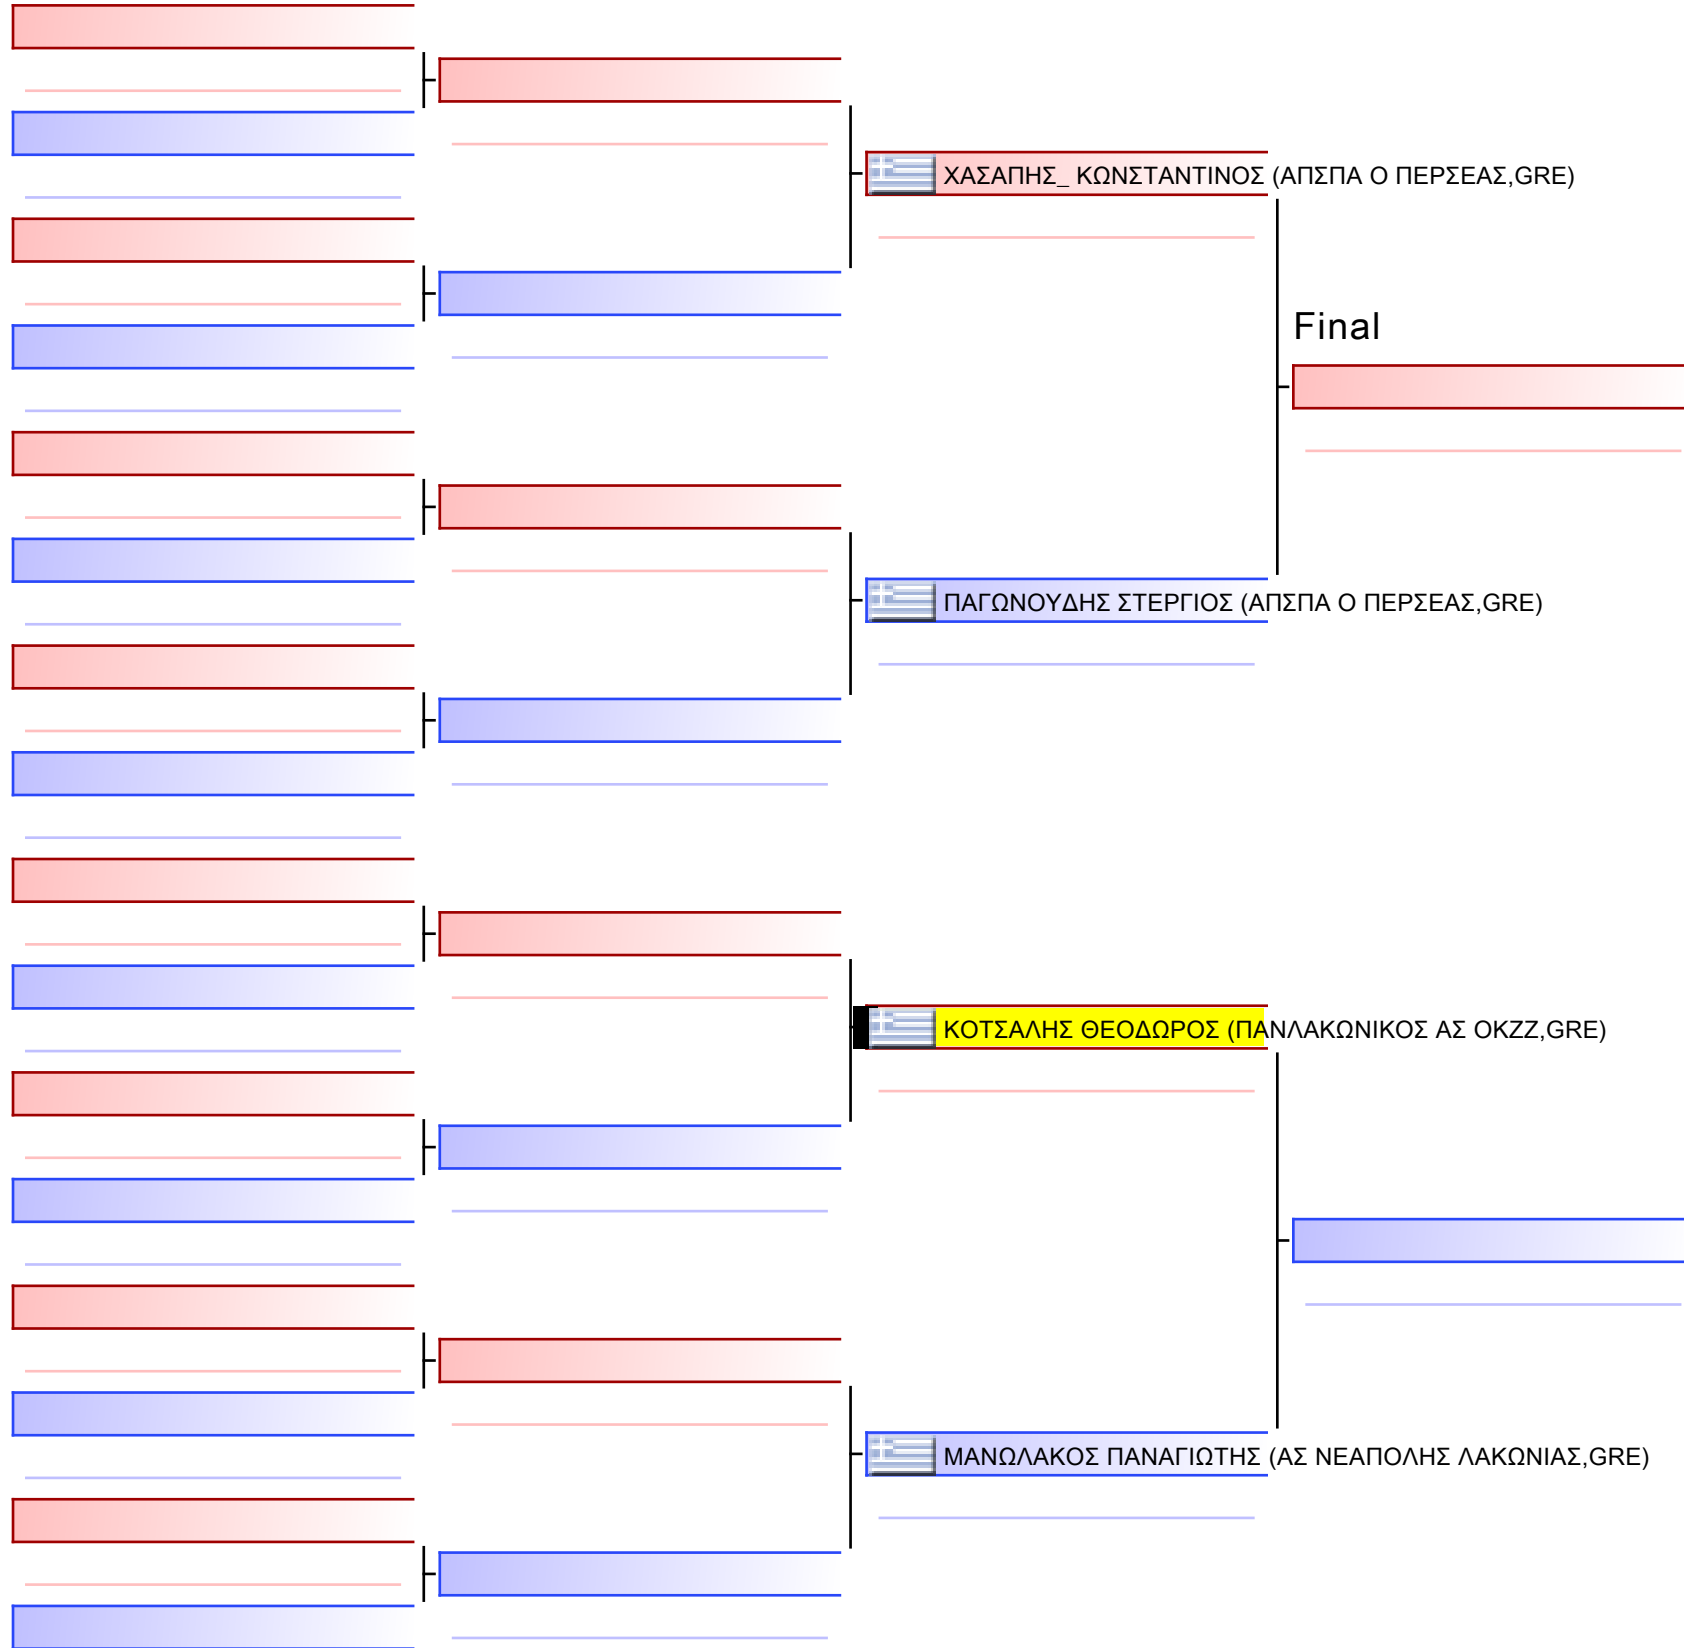 ΧΑΣΑΠΗΣ_ ΚΩΝΣΤΑΝΤΙΝΟΣ (ΑΠΣΠΑ Ο ΠΕΡΣΕΑΣ,GRE)
Final
ΠΑΓΩΝΟΥΔΗΣ ΣΤΕΡΓΙΟΣ (ΑΠΣΠΑ Ο ΠΕΡΣΕΑΣ,GRE)
ΚΟΤΣΑΛΗΣ ΘΕΟΔΩΡΟΣ (ΠΑΝΛΑΚΩΝΙΚΟΣ ΑΣ ΟΚΖΖ,GRE)
ΜΑΝΩΛΑΚΟΣ ΠΑΝΑΓΙΩΤΗΣ (ΑΣ ΝΕΑΠΟΛΗΣ ΛΑΚΩΝΙΑΣ,GRE)